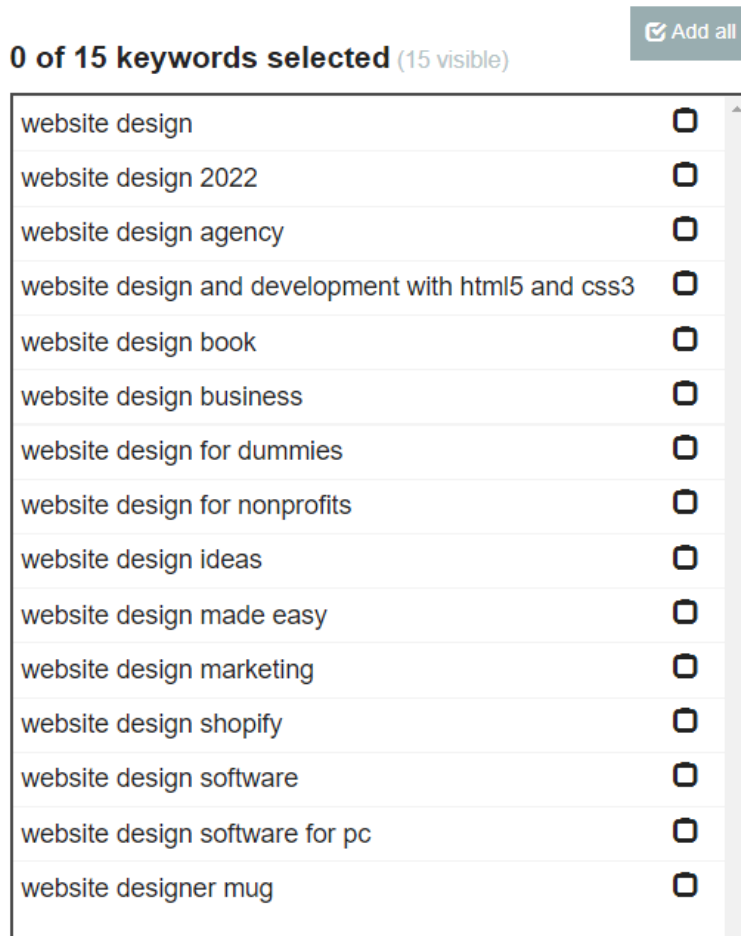 Add all
0 of 15 keywords selected (15 visible)
website design
website design 2022
website design agency
website design and development with html5 and css3
website design book
website design business
website design for dummies
website design for nonprofits
website design ideas
website design made easy
website design marketing
website design shopify
website design software
website design software for pc
website designer mug